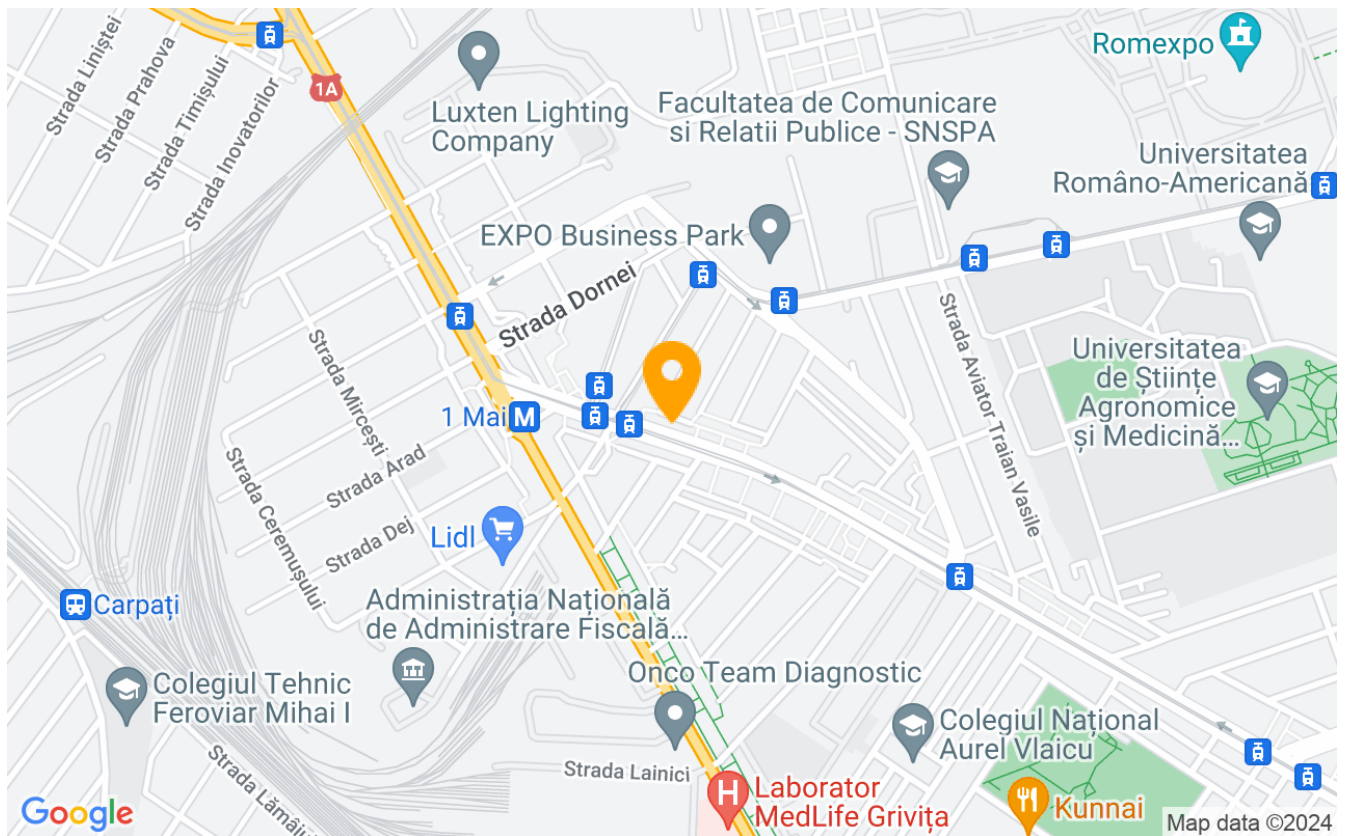 Romexpo
Strada Liniștei
Strada Prahova
Strada Timișului
Strada Inovatorilor
1A
Luxten Lighting
Company
Facultatea de Comunicare
si Relatii Publice - SNSPA
Universitatea
Româno-Americană
EXPO Business Park
Strada Dornei
Strada Aviator Traian Vasile
Universitatea
de Științe
Agronomice
și Medicină...
Strada Mircești
1 Mai
M
Strada Arad
Strada Ceremușului
Strada Dej
Lidl
Carpați
Administrația Națională
de Administrare Fiscală...
Onco Team Diagnostic
Colegiul Tehnic
Feroviar Mihai I
Colegiul Național
Aurel Vlaicu
Strada Lainici
Strada Lămâiu
H
Laborator
MedLife Grivița
Kunnai
Google
Map data ©2024